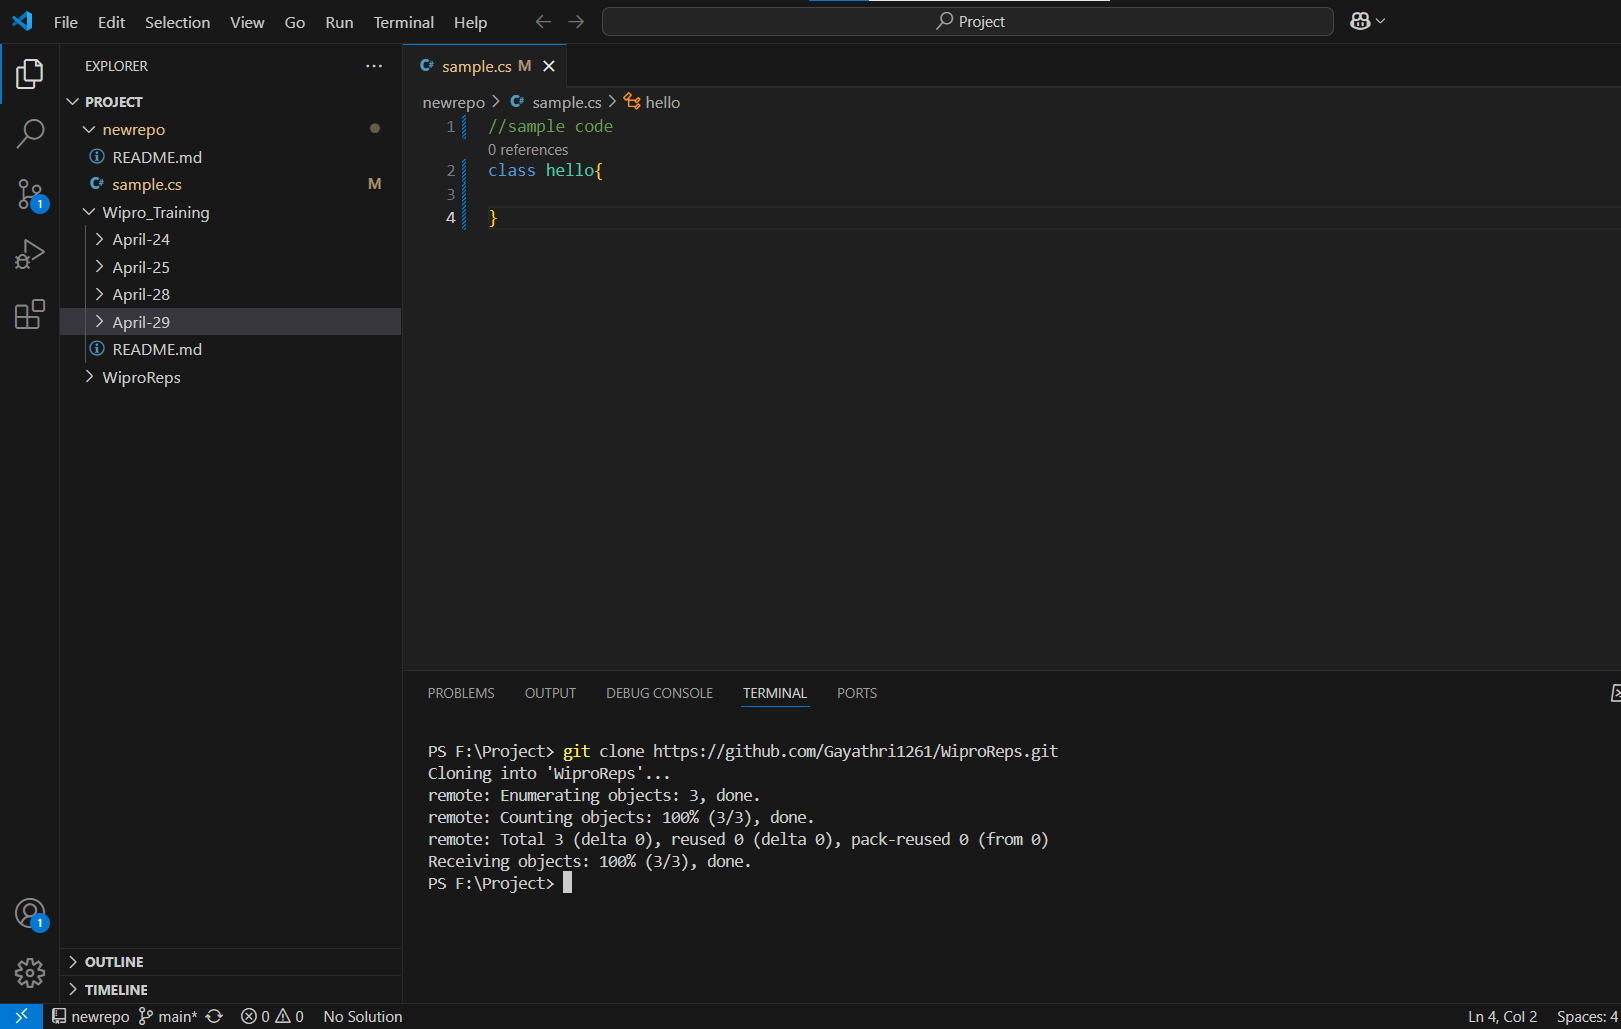 File Edit Selection View Go Run Terminal Help
Project
EXPLORER
PROJECT
newrepo
README.md
C# sample.cs M
Wipro_Training
April-24
April-25
April-28
April-29
README.md
WiproReps
OUTLINE
TIMELINE
1
1
C# sample.cs M
newrepo > C# sample.cs > hello
1 //sample code
0 references
2 class hello{
3
4 }
PROBLEMS OUTPUT DEBUG CONSOLE TERMINAL PORTS
PS F:\Project> git clone https://github.com/Gayathri1261/WiproReps.git
Cloning into 'WiproReps'...
remote: Enumerating objects: 3, done.
remote: Counting objects: 100% (3/3), done.
remote: Total 3 (delta 0), reused 0 (delta 0), pack-reused 0 (from 0)
Receiving objects: 100% (3/3), done.
PS F:\Project>
newrepo main* 0 0 No Solution
Ln 4, Col 2 Spaces: 4